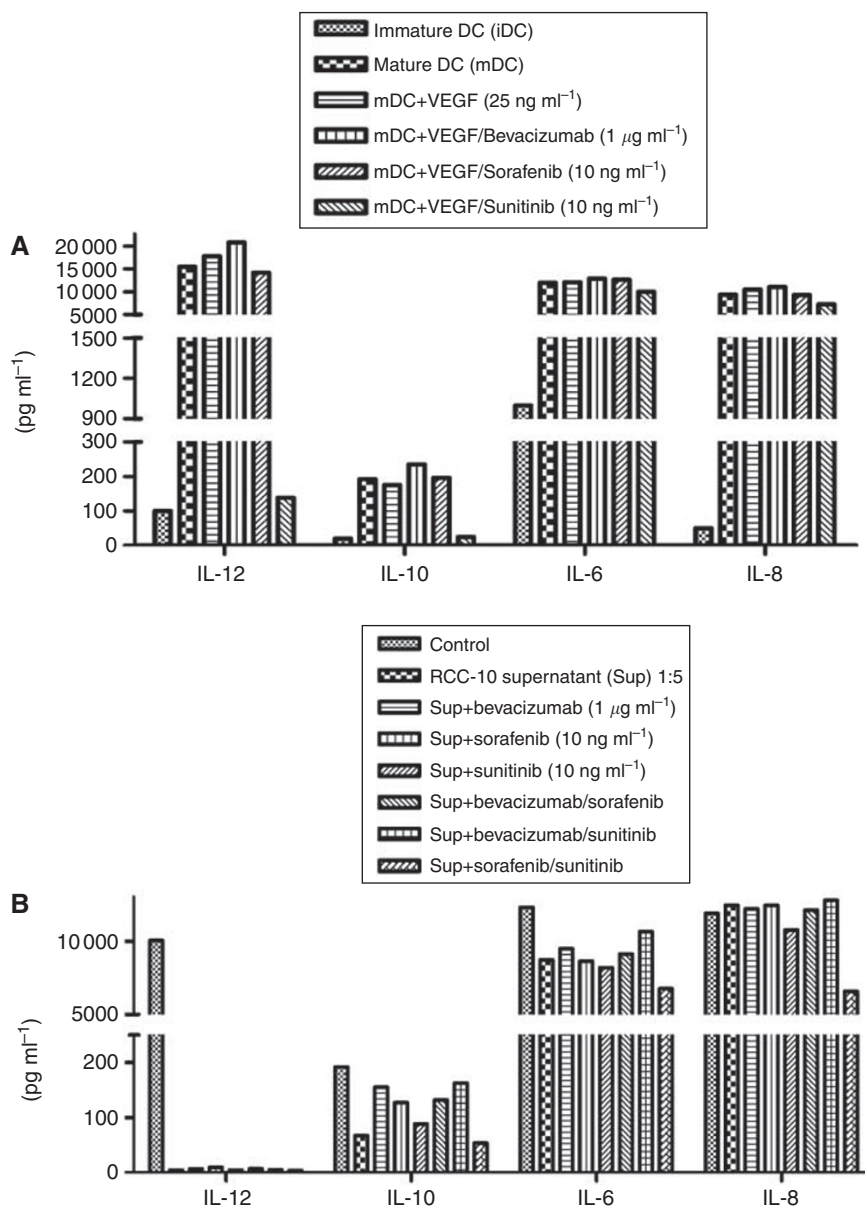 Immature DC (iDC)
Mature DC (mDC)
mDC+VEGF (25 ng ml⁻¹)
mDC+VEGF/Bevacizumab (1 μg ml⁻¹)
mDC+VEGF/Sorafenib (10 ng ml⁻¹)
mDC+VEGF/Sunitinib (10 ng ml⁻¹)
A
20 000
15 000
10 000
5000
1500
1200
900
300
200
100
0
(pg ml⁻¹)
IL-12 IL-10 IL-6 IL-8
Control
RCC-10 supernatant (Sup) 1:5
Sup+bevacizumab (1 μg ml⁻¹)
Sup+sorafenib (10 ng ml⁻¹)
Sup+sunitinib (10 ng ml⁻¹)
Sup+bevacizumab/sorafenib
Sup+bevacizumab/sunitinib
Sup+sorafenib/sunitinib
B
10 000
5000
200
100
0
(pg ml⁻¹)
IL-12 IL-10 IL-6 IL-8